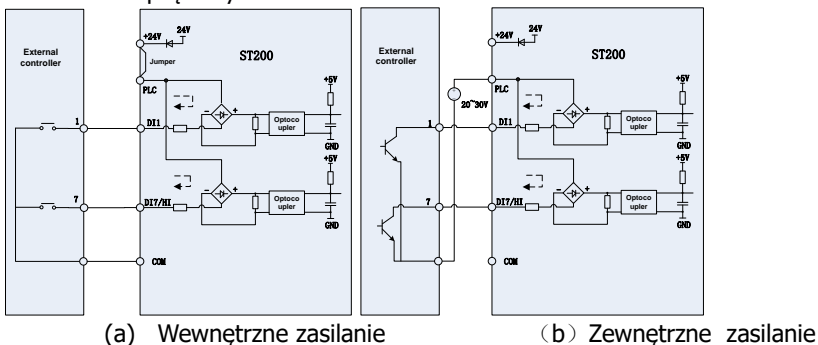 External
controller
+24V
24V
Jumper
ST200
PLC
+5V
1
DI1
Optoco
upler
GND
+5V
7
DI7/HI
Optoco
upler
GND
COM
(a) Wewnętrzne zasilanie
External
controller
+24V
24V
ST200
PLC
20~30V
+5V
1
DI1
Optoco
upler
GND
+5V
7
DI7/HI
Optoco
upler
GND
COM
（b）Zewnętrzne zasilanie